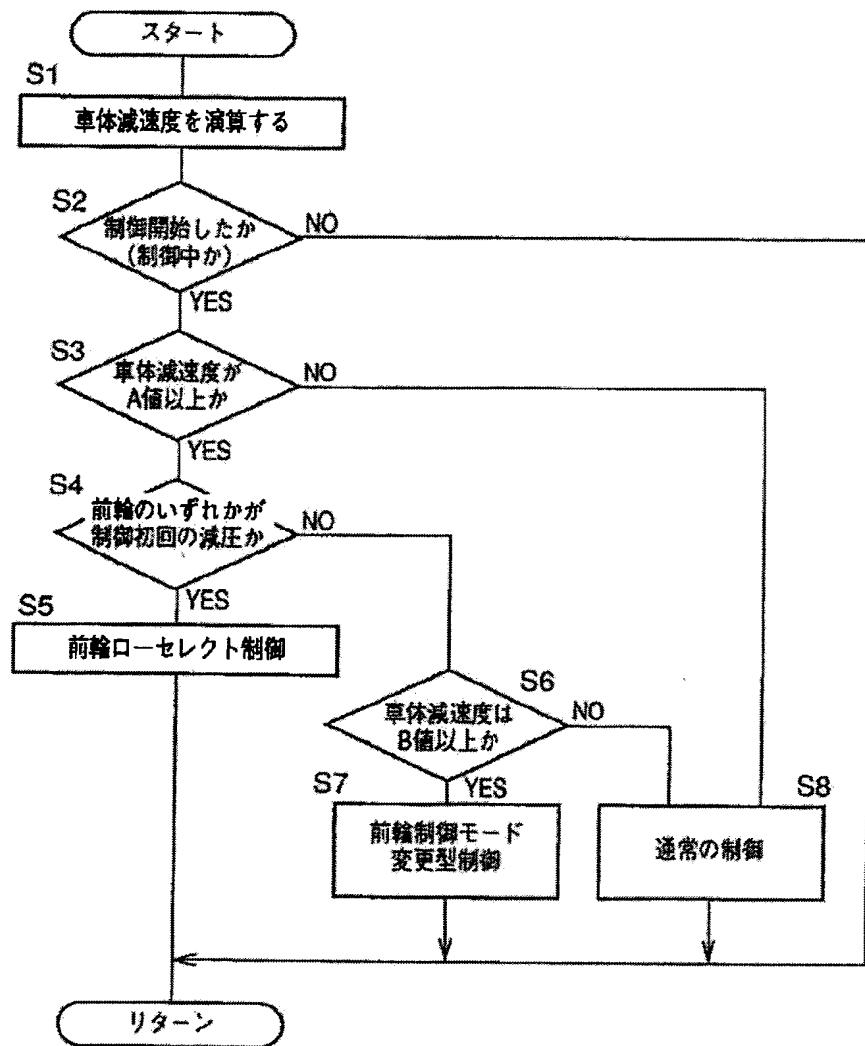 スタート
S1
車体減速度を演算する
S2
制御開始したか
(制御中か)
NO
YES
S3
車体減速度が
A値以上か
NO
YES
S4
前輪のいずれかが
制御初回の減圧か
NO
YES
S5
前輪ローセレクト制御
S6
車体減速度は
B値以上か
NO
YES
S7
前輪制御モード
変更型制御
S8
通常の制御
リターン